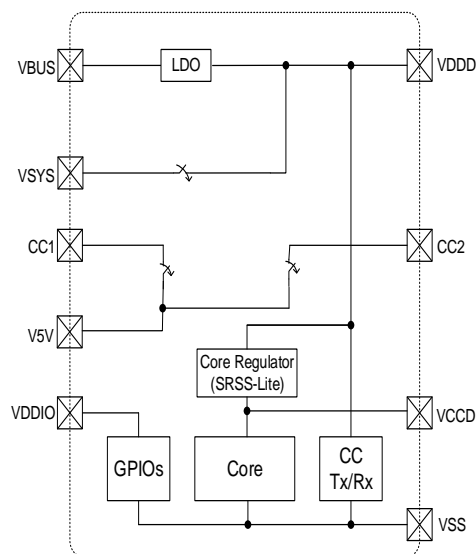 VBUS
LDO
VDDD
VSYS
CC1
CC2
V5V
Core Regulator
(SRSS-Lite)
VDDIO
VCCD
GPIOs
Core
CC
Tx/Rx
VSS